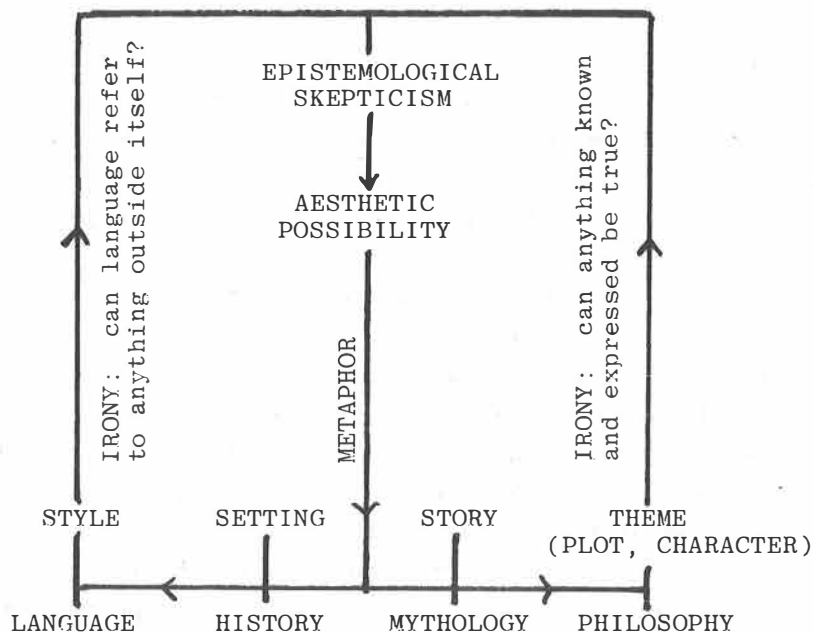 IRONY: can language refer
to anything outside itself?
EPISTEMOLOGICAL
SKEPTICISM
AESTHETIC
POSSIBILITY
METAPHOR
IRONY: can anything known
and expressed be true?
STYLE
SETTING
STORY
THEME
(PLOT, CHARACTER)
LANGUAGE
HISTORY
MYTHOLOGY
PHILOSOPHY